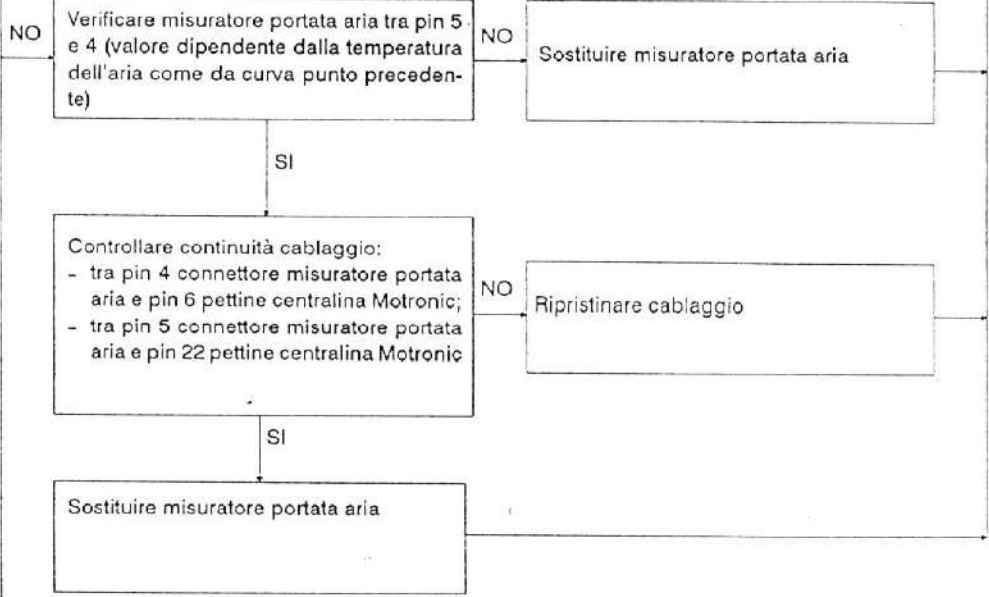 NO
Verificare misuratore portata aria tra pin 5
e 4 (valore dipendente dalla temperatura
dell'aria come da curva punto preceden-
te)
NO
Sostituire misuratore portata aria
SI
Controllare continuità cablaggio:
- tra pin 4 connettore misuratore portata
aria e pin 6 pettine centralina Motronic;
- tra pin 5 connettore misuratore portata
aria e pin 22 pettine centralina Motronic
NO
Ripristinare cablaggio
SI
Sostituire misuratore portata aria